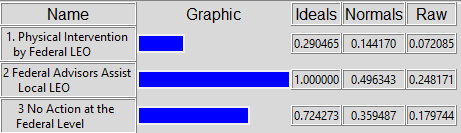 Name Graphic Ideals Normals Raw
1. Physical Intervention
by Federal LEO 0.290465 0.144170 0.072085
2 Federal Advisors Assist
Local LEO 1.000000 0.496343 0.248171
3 No Action at the
Federal Level 0.724273 0.359487 0.179744